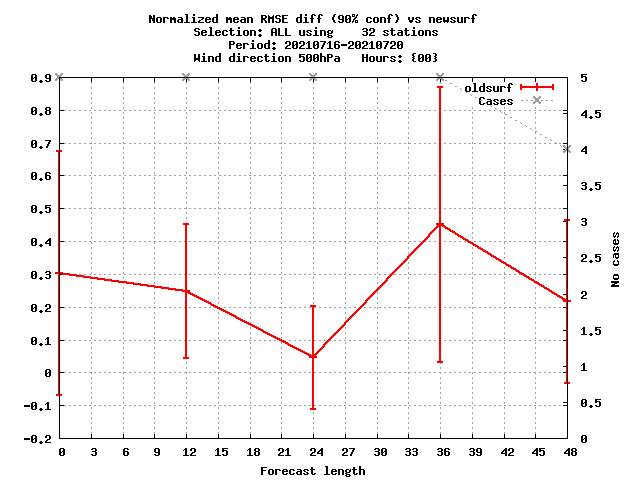 Normalized mean RMSE diff (90% conf) vs newsurf
Selection: ALL using    32 stations
Period: 20210716-20210720
Wind direction 500hPa   Hours: {00}
oldsurf
Cases
0.9
0.8
0.7
0.6
0.5
0.4
0.3
0.2
0.1
0
-0.1
-0.2
5
4.5
4
3.5
3
2.5
2
1.5
1
0.5
0
No cases
0 3 6 9 12 15 18 21 24 27 30 33 36 39 42 45 48
Forecast length